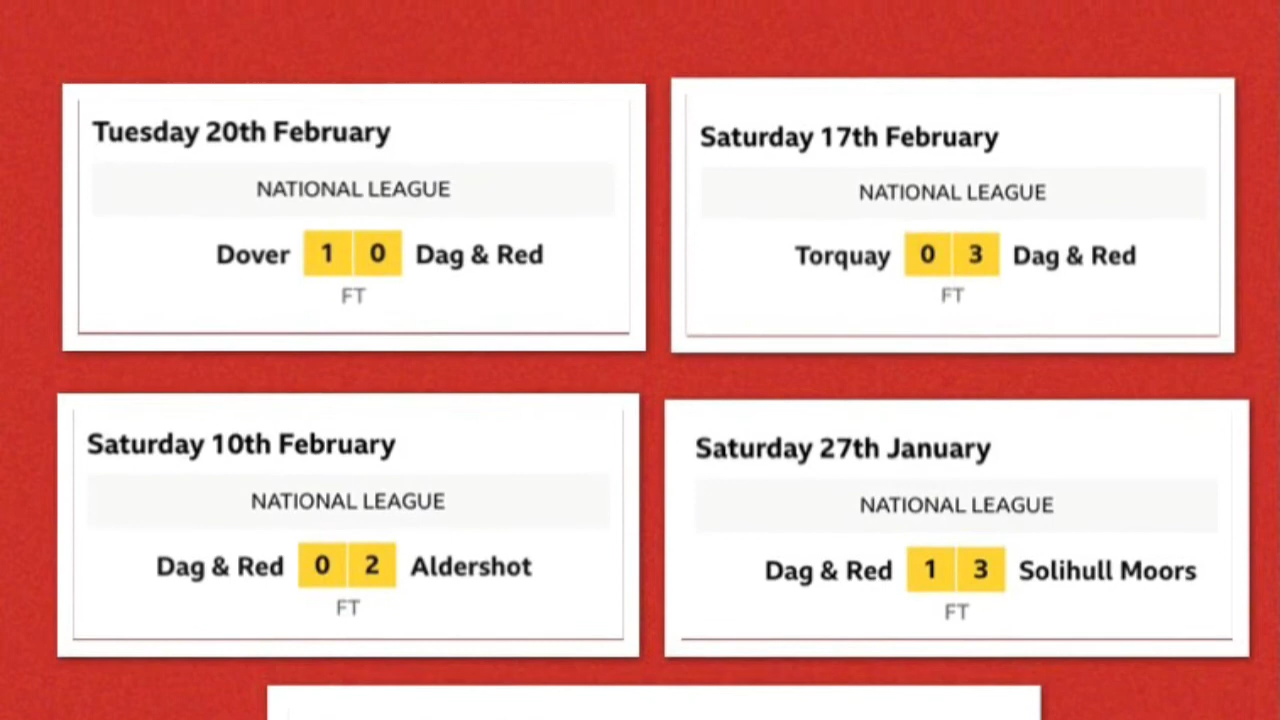 Tuesday 20th February
NATIONAL LEAGUE
Dover 1 0 Dag & Red
FT
Saturday 17th February
NATIONAL LEAGUE
Torquay 0 3 Dag & Red
FT
Saturday 10th February
NATIONAL LEAGUE
Dag & Red 0 2 Aldershot
FT
Saturday 27th January
NATIONAL LEAGUE
Dag & Red 1 3 Solihull Moors
FT